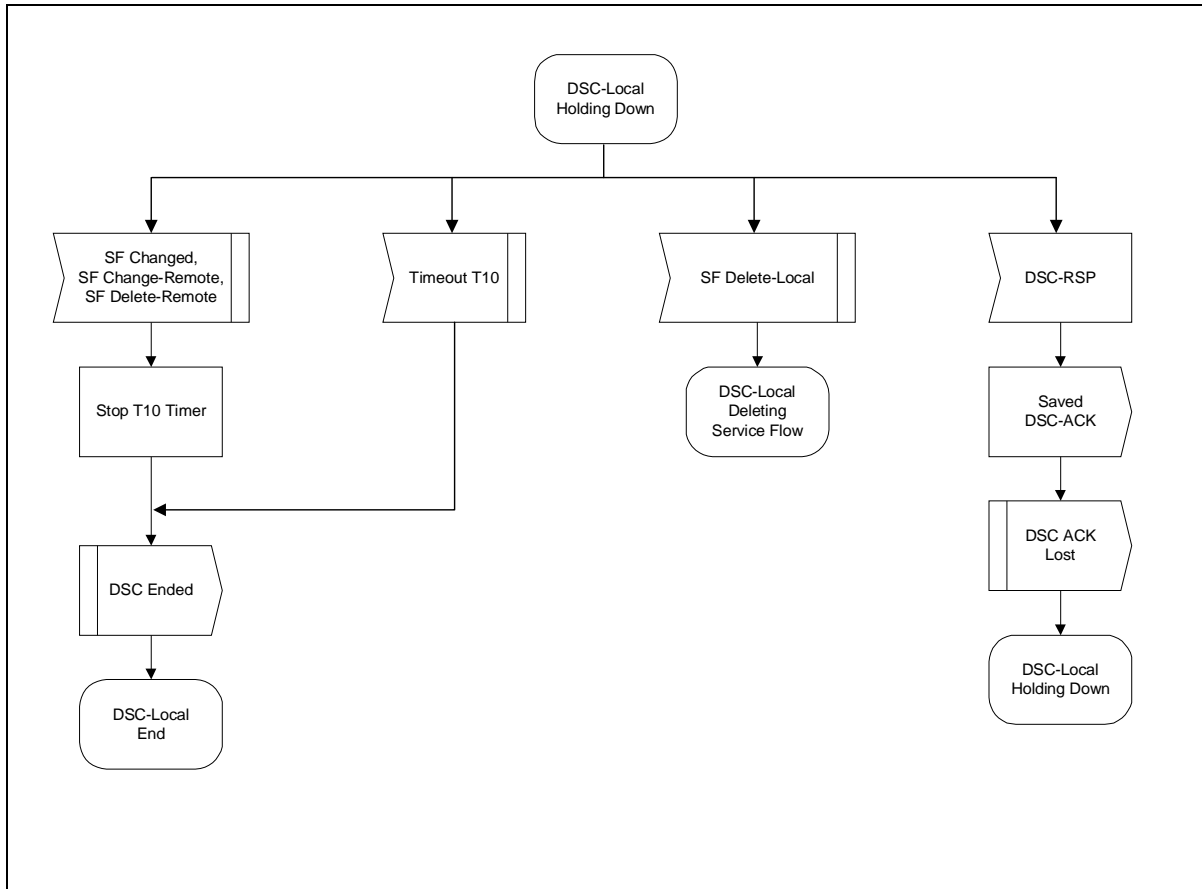 DSC-Local
Holding Down
SF Changed,
SF Change-Remote,
SF Delete-Remote
Timeout T10
SF Delete-Local
DSC-RSP
Stop T10 Timer
DSC-Local
Deleting
Service Flow
Saved
DSC-ACK
DSC Ended
DSC ACK
Lost
DSC-Local
End
DSC-Local
Holding Down